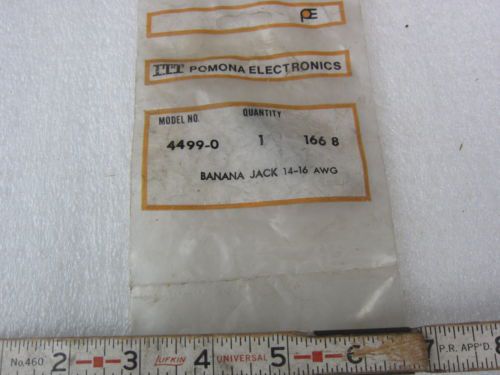 PE
ITT POMONA ELECTRONICS
MODEL NO. QUANTITY
4499-0 1 166 8
BANANA JACK 14-16 AWG
No.460 2 3 LUFKIN 4 UNIVERSAL 5 6 7 P.R. APP'D. 8